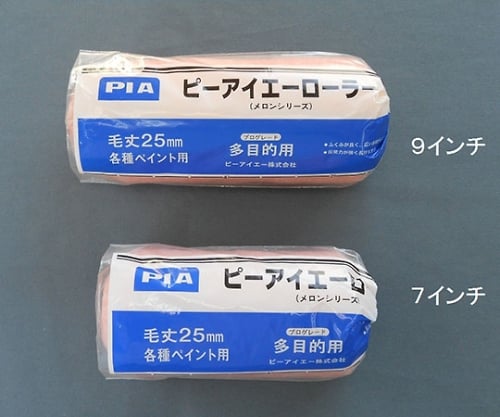 PIA ピーアイエーローラー
(メロンシリーズ)
毛丈25mm
各種ペイント用
プログレード
多目的用
ピーアイエー株式会社
9インチ
PIA ピーアイエーロ
(メロンシリーズ)
毛丈25mm
各種ペイント用
プログレード
多目的用
ピーアイエー株式会社
7インチ